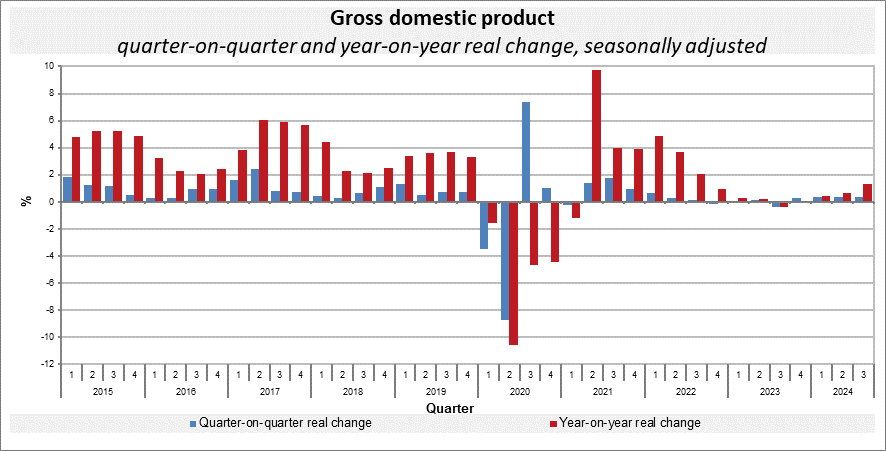 Gross domestic product
quarter-on-quarter and year-on-year real change, seasonally adjusted
10
8
6
4
2
0
-2
-4
-6
-8
-10
-12
%
1 2 3 4 1 2 3 4 1 2 3 4 1 2 3 4 1 2 3 4 1 2 3 4 1 2 3 4 1 2 3 4 1 2 3 4 1 2 3
2015 2016 2017 2018 2019 2020 2021 2022 2023 2024
Quarter
Quarter-on-quarter real change Year-on-year real change